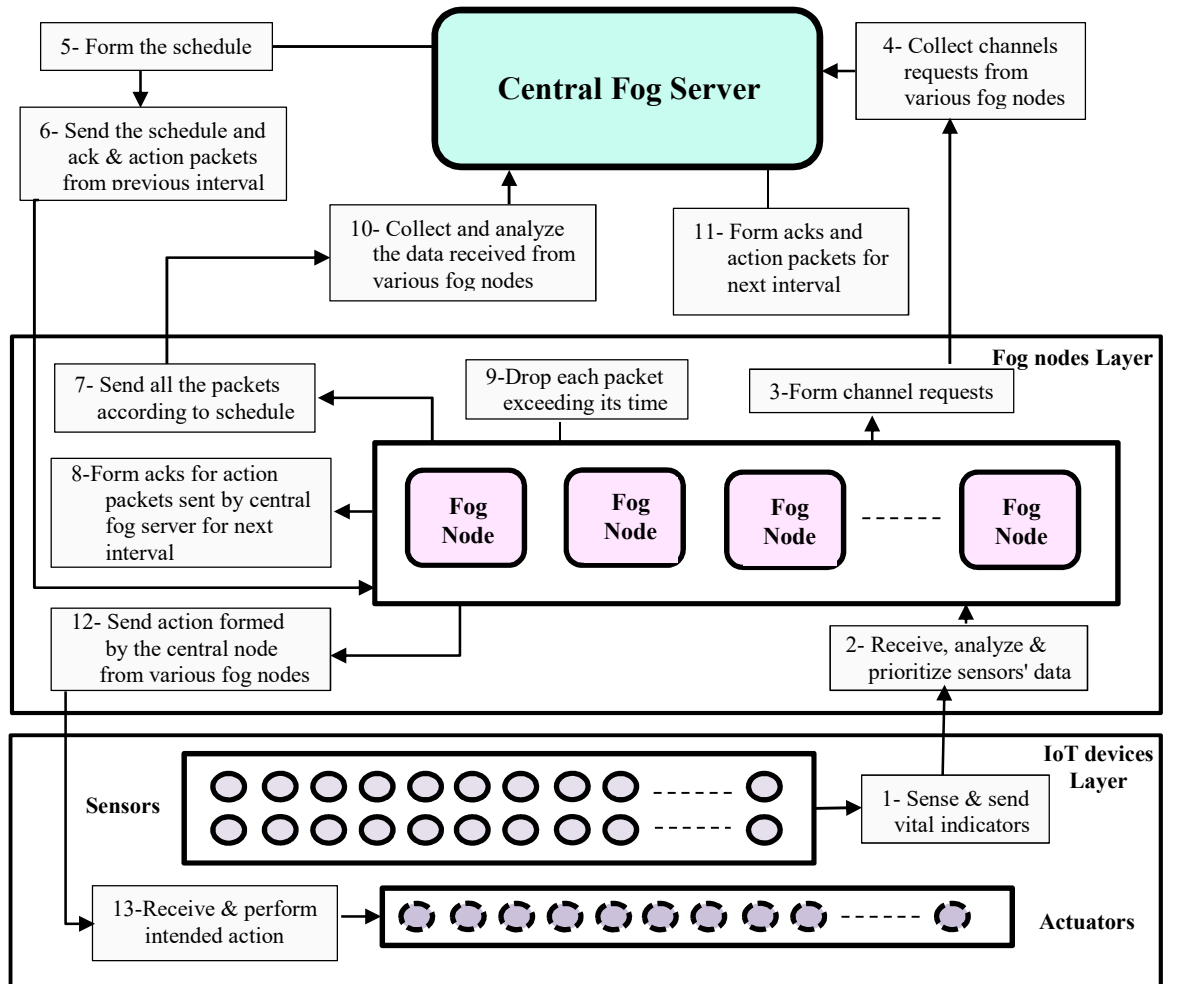 5- Form the schedule
Central Fog Server
4- Collect channels
requests from
various fog nodes
6- Send the schedule and
ack & action packets
from previous interval
10- Collect and analyze
the data received from
various fog nodes
11- Form acks and
action packets for
next interval
Fog nodes Layer
7- Send all the packets
according to schedule
9-Drop each packet
exceeding its time
3-Form channel requests
8-Form acks for action
packets sent by central
fog server for next
interval
Fog
Node
Fog
Node
Fog
Node
Fog
Node
12- Send action formed
by the central node
from various fog nodes
2- Receive, analyze &
prioritize sensors' data
IoT devices
Layer
Sensors
1- Sense & send
vital indicators
13-Receive & perform
intended action
Actuators